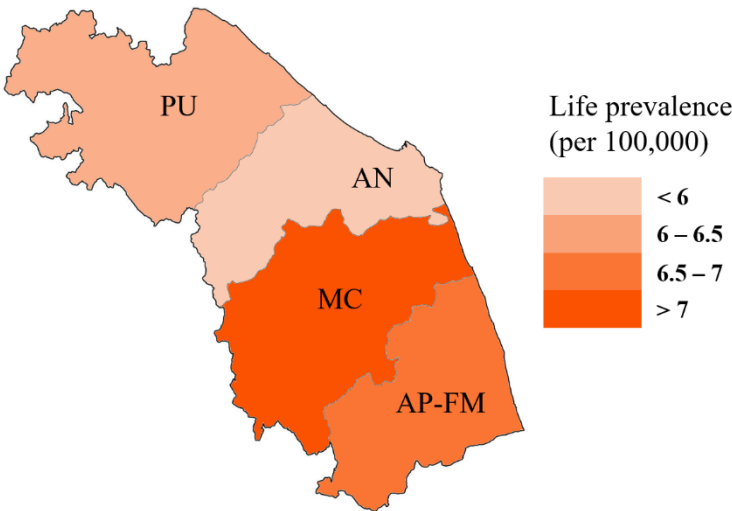 PU
AN
MC
AP-FM
Life prevalence
(per 100,000)
< 6
6 – 6.5
6.5 – 7
> 7